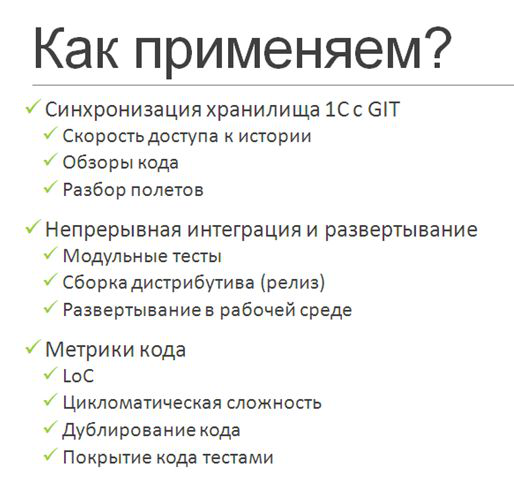 Как применяем?
Синхронизация хранилища 1С с GIT
Скорость доступа к истории
Обзоры кода
Разбор полетов
Непрерывная интеграция и развертывание
Модульные тесты
Сборка дистрибутива (релиз)
Развертывание в рабочей среде
Метрики кода
LoC
Цикломатическая сложность
Дублирование кода
Покрытие кода тестами